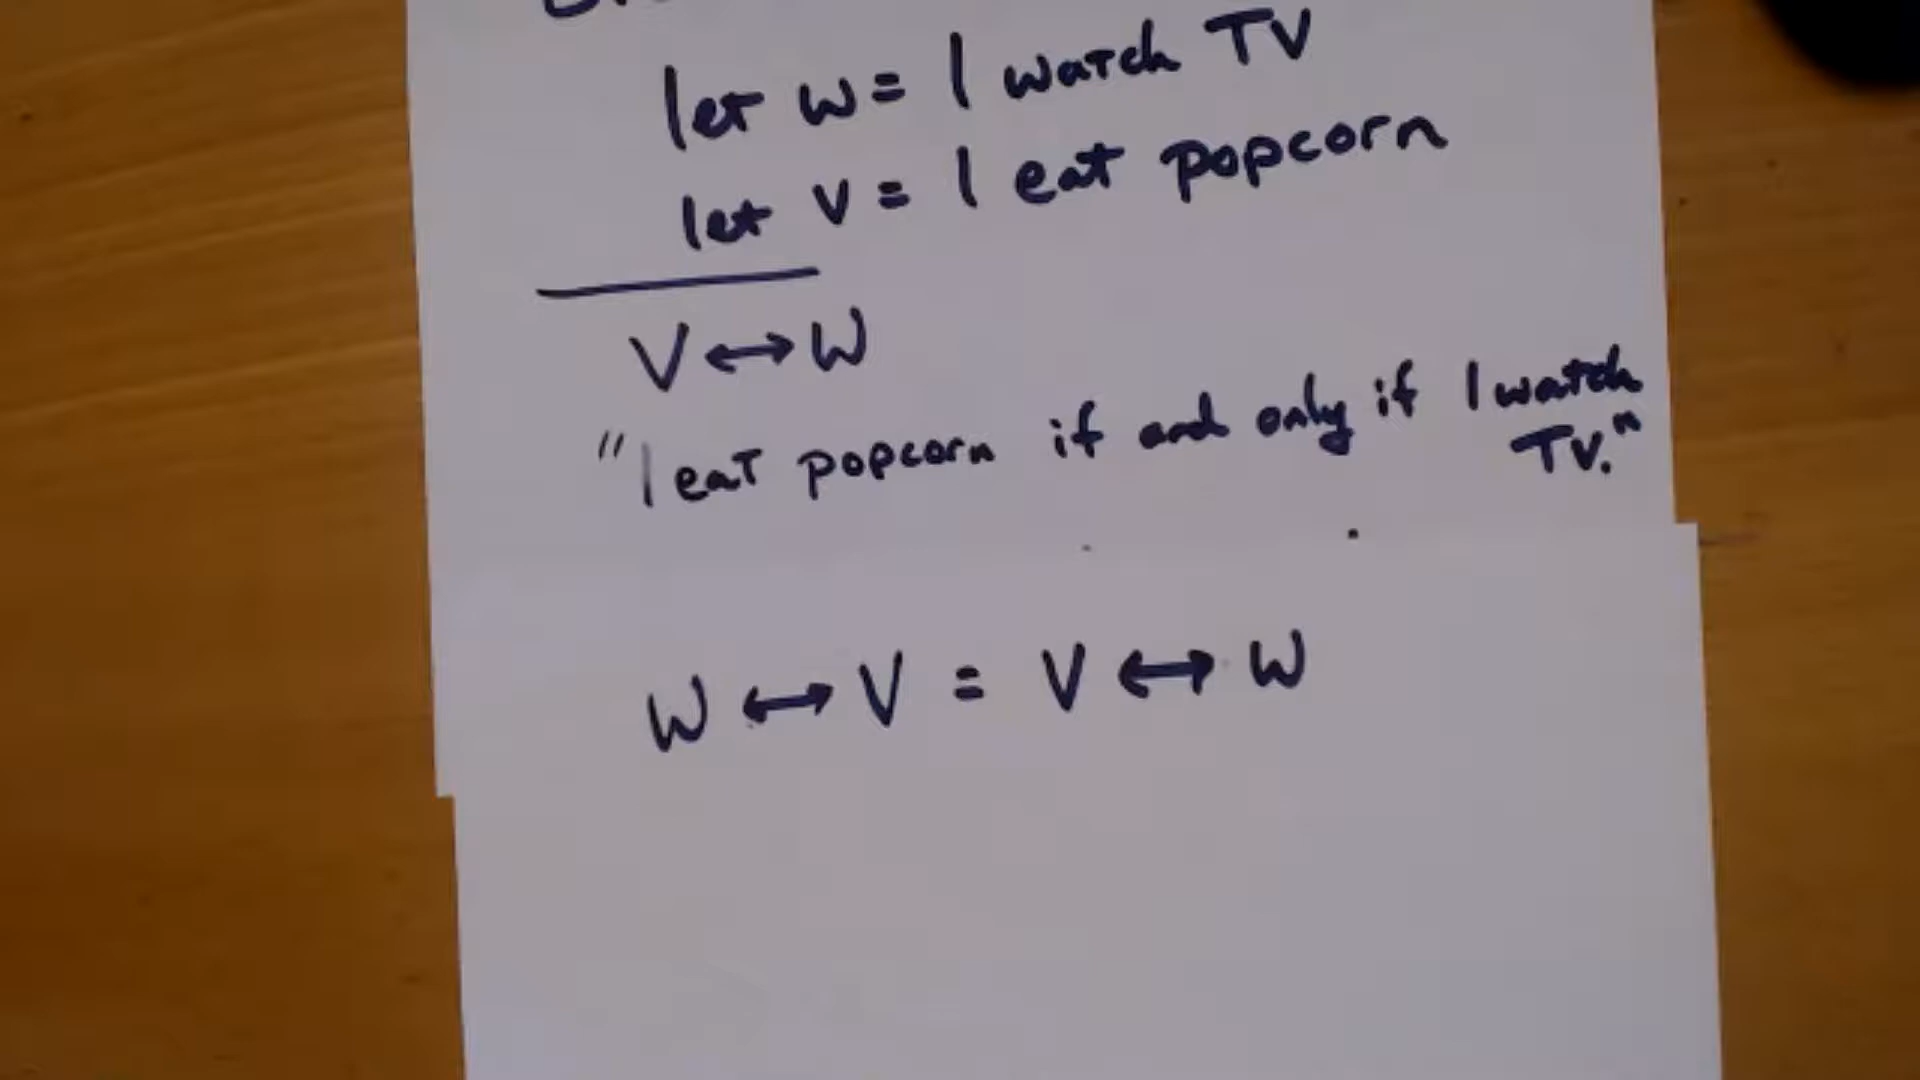 let w = I watch TV
let v = I eat popcorn
V ↔ W
"I eat popcorn if and only if I watch
TV."
W ↔ V = V ↔ W